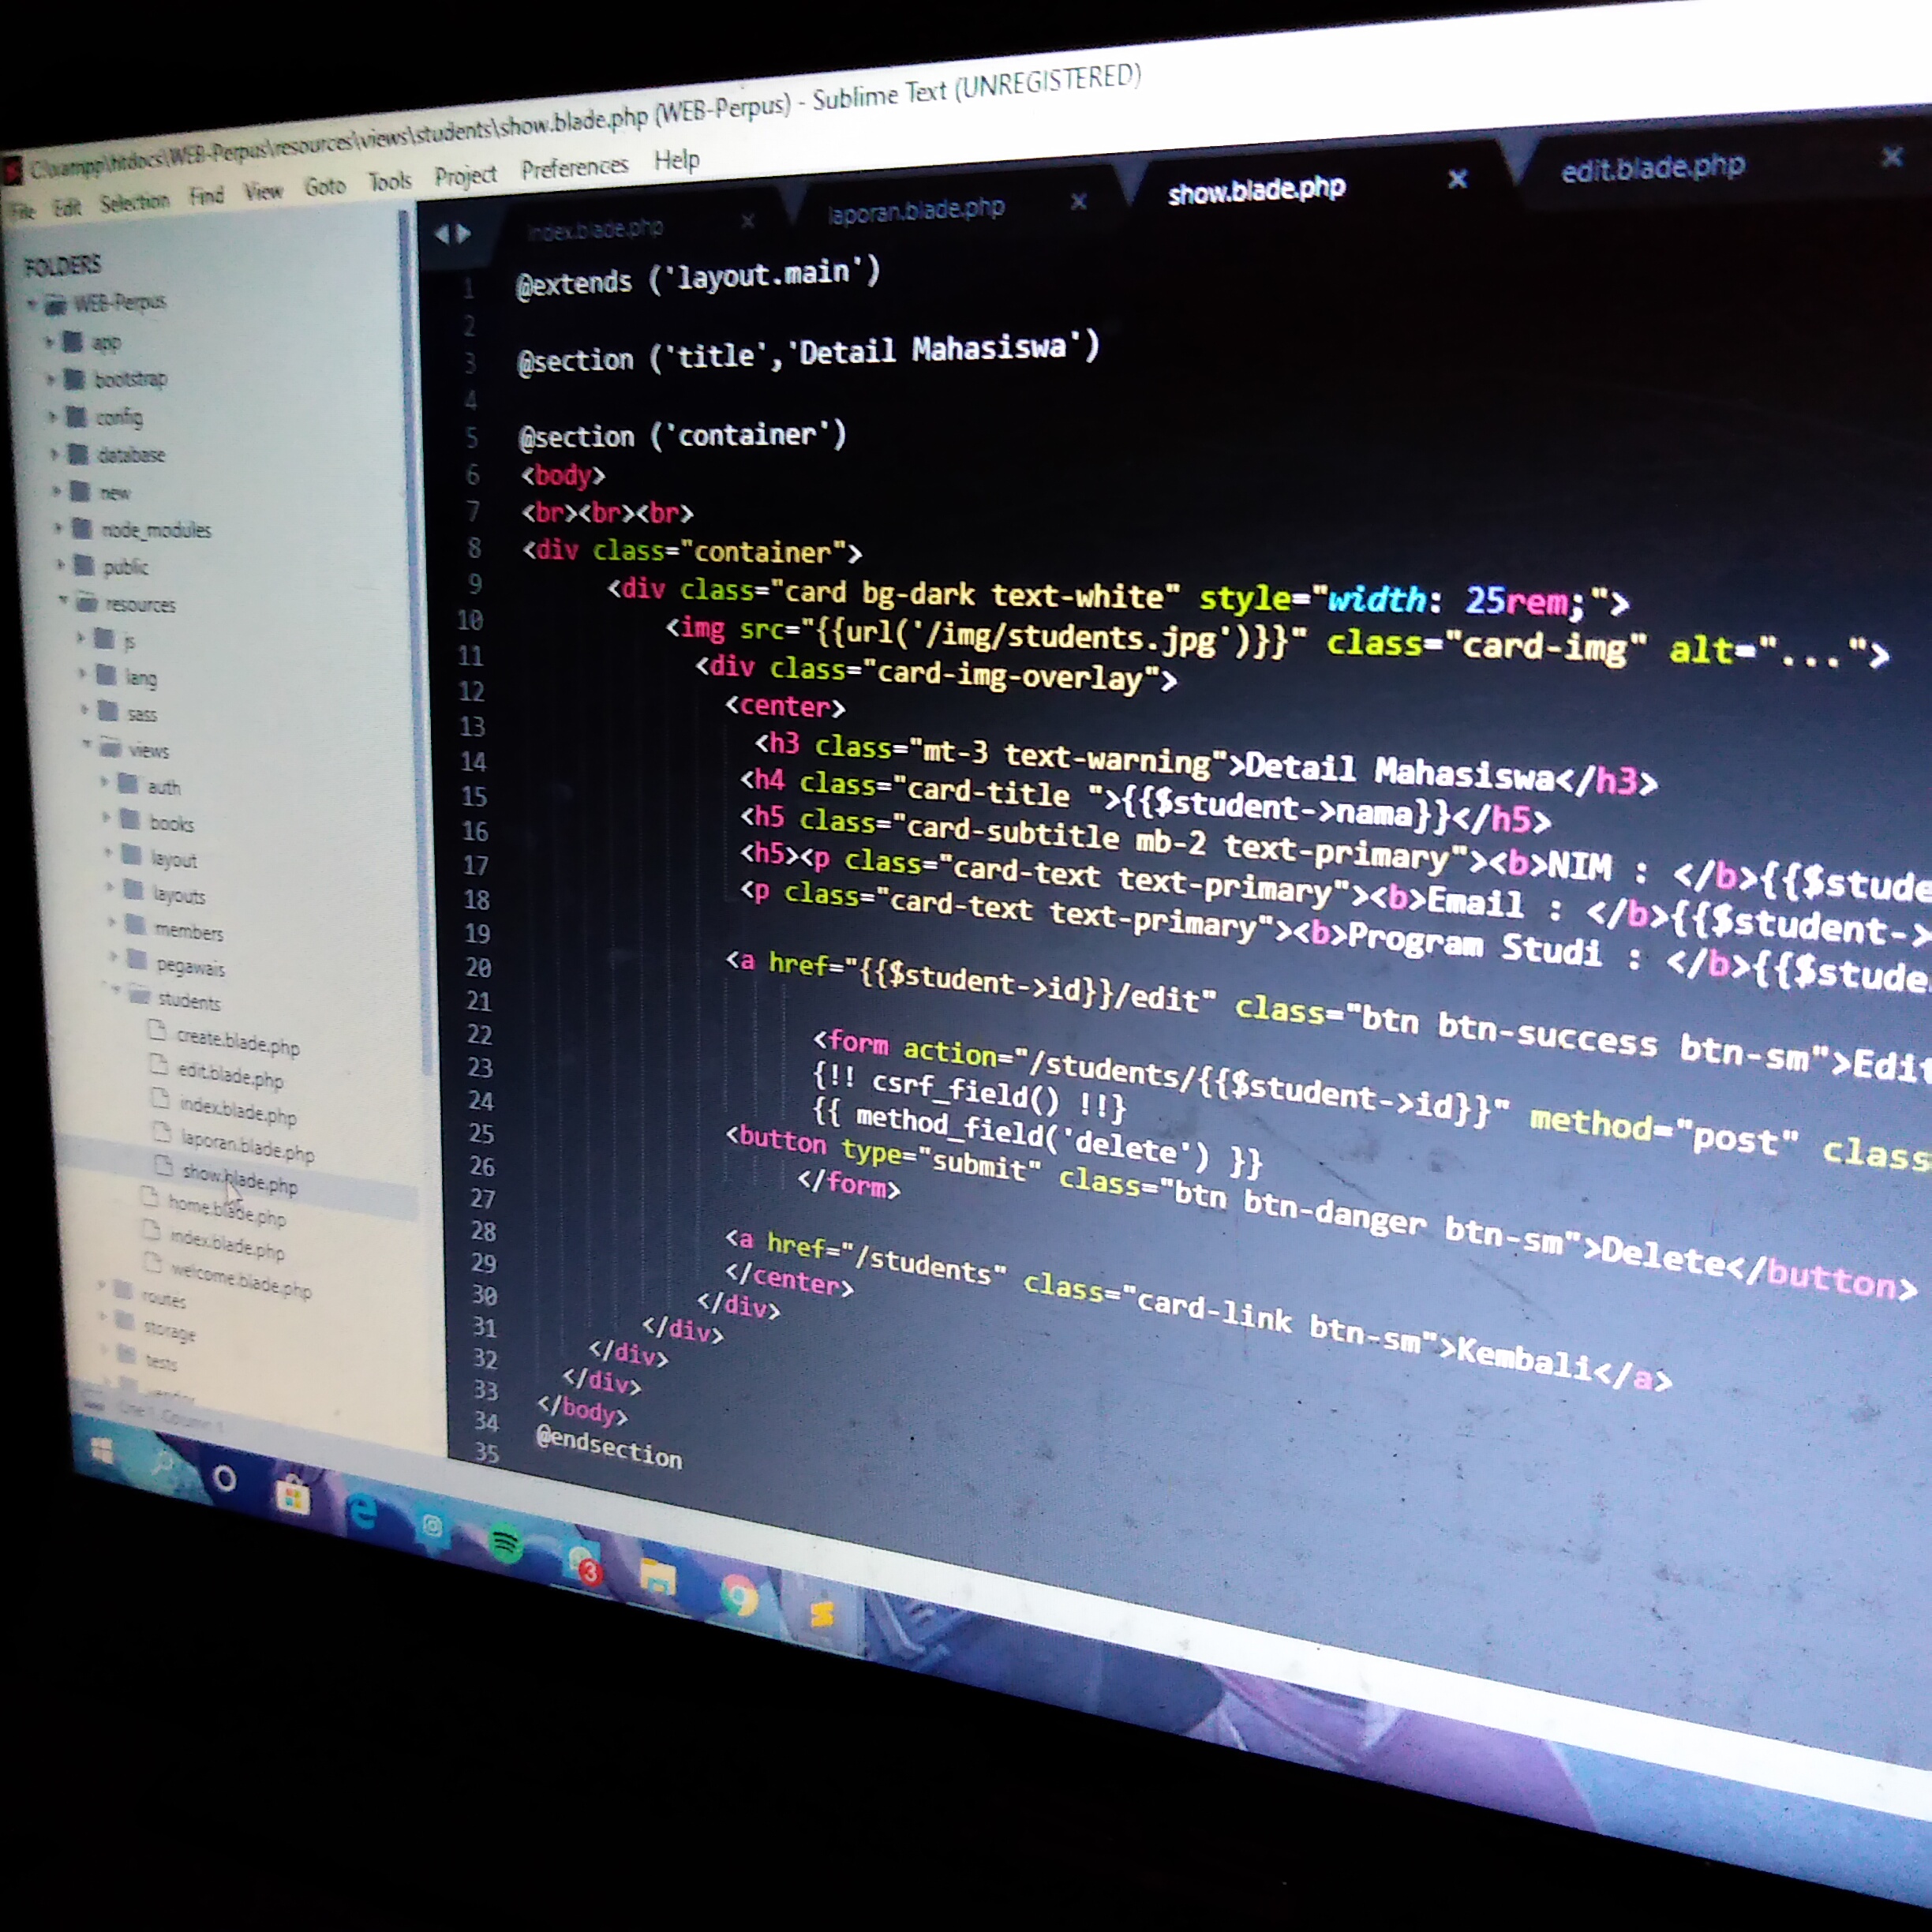 C:\xampp\htdocs\WEB-Perpus\resources\views\students\show.blade.php (WEB-Perpus) - Sublime Text (UNREGISTERED)
File Edit Selection Find View Goto Tools Project Preferences Help
index.blade.php × laporan.blade.php × show.blade.php × edit.blade.php ×
FOLDERS
WEB-Perpus
app
bootstrap
config
database
new
node_modules
public
resources
js
lang
sass
views
auth
books
layout
layouts
members
pegawais
students
create.blade.php
edit.blade.php
index.blade.php
laporan.blade.php
show.blade.php
home.blade.php
index.blade.php
welcome.blade.php
routes
storage
tests
vendor
Line 1, Column 1
1 @extends ('layout.main')
2
3 @section ('title','Detail Mahasiswa')
4
5 @section ('container')
6 <body>
7 <br><br><br>
8 <div class="container">
9 <div class="card bg-dark text-white" style="width: 25rem;">
10 <img src="{{url('/img/students.jpg')}}" class="card-img" alt="...">
11 <div class="card-img-overlay">
12 <center>
13 <h3 class="mt-3 text-warning">Detail Mahasiswa</h3>
14 <h4 class="card-title ">{{$student->nama}}</h5>
15 <h5 class="card-subtitle mb-2 text-primary"><b>NIM : </b>{{$stude
16 <h5><p class="card-text text-primary"><b>Email : </b>{{$student->
17 <p class="card-text text-primary"><b>Program Studi : </b>{{$stude
18
19 <a href="{{$student->id}}/edit" class="btn btn-success btn-sm">Edit
20
21 <form action="/students/{{$student->id}}" method="post" class
22 {!! csrf_field() !!}
23 {{ method_field('delete') }}
24 <button type="submit" class="btn btn-danger btn-sm">Delete</button>
25 </form>
26
27 <a href="/students" class="card-link btn-sm">Kembali</a>
28 </center>
29 </div>
30 </div>
31 </div>
32 </div>
33 </body>
34 @endsection
35
3